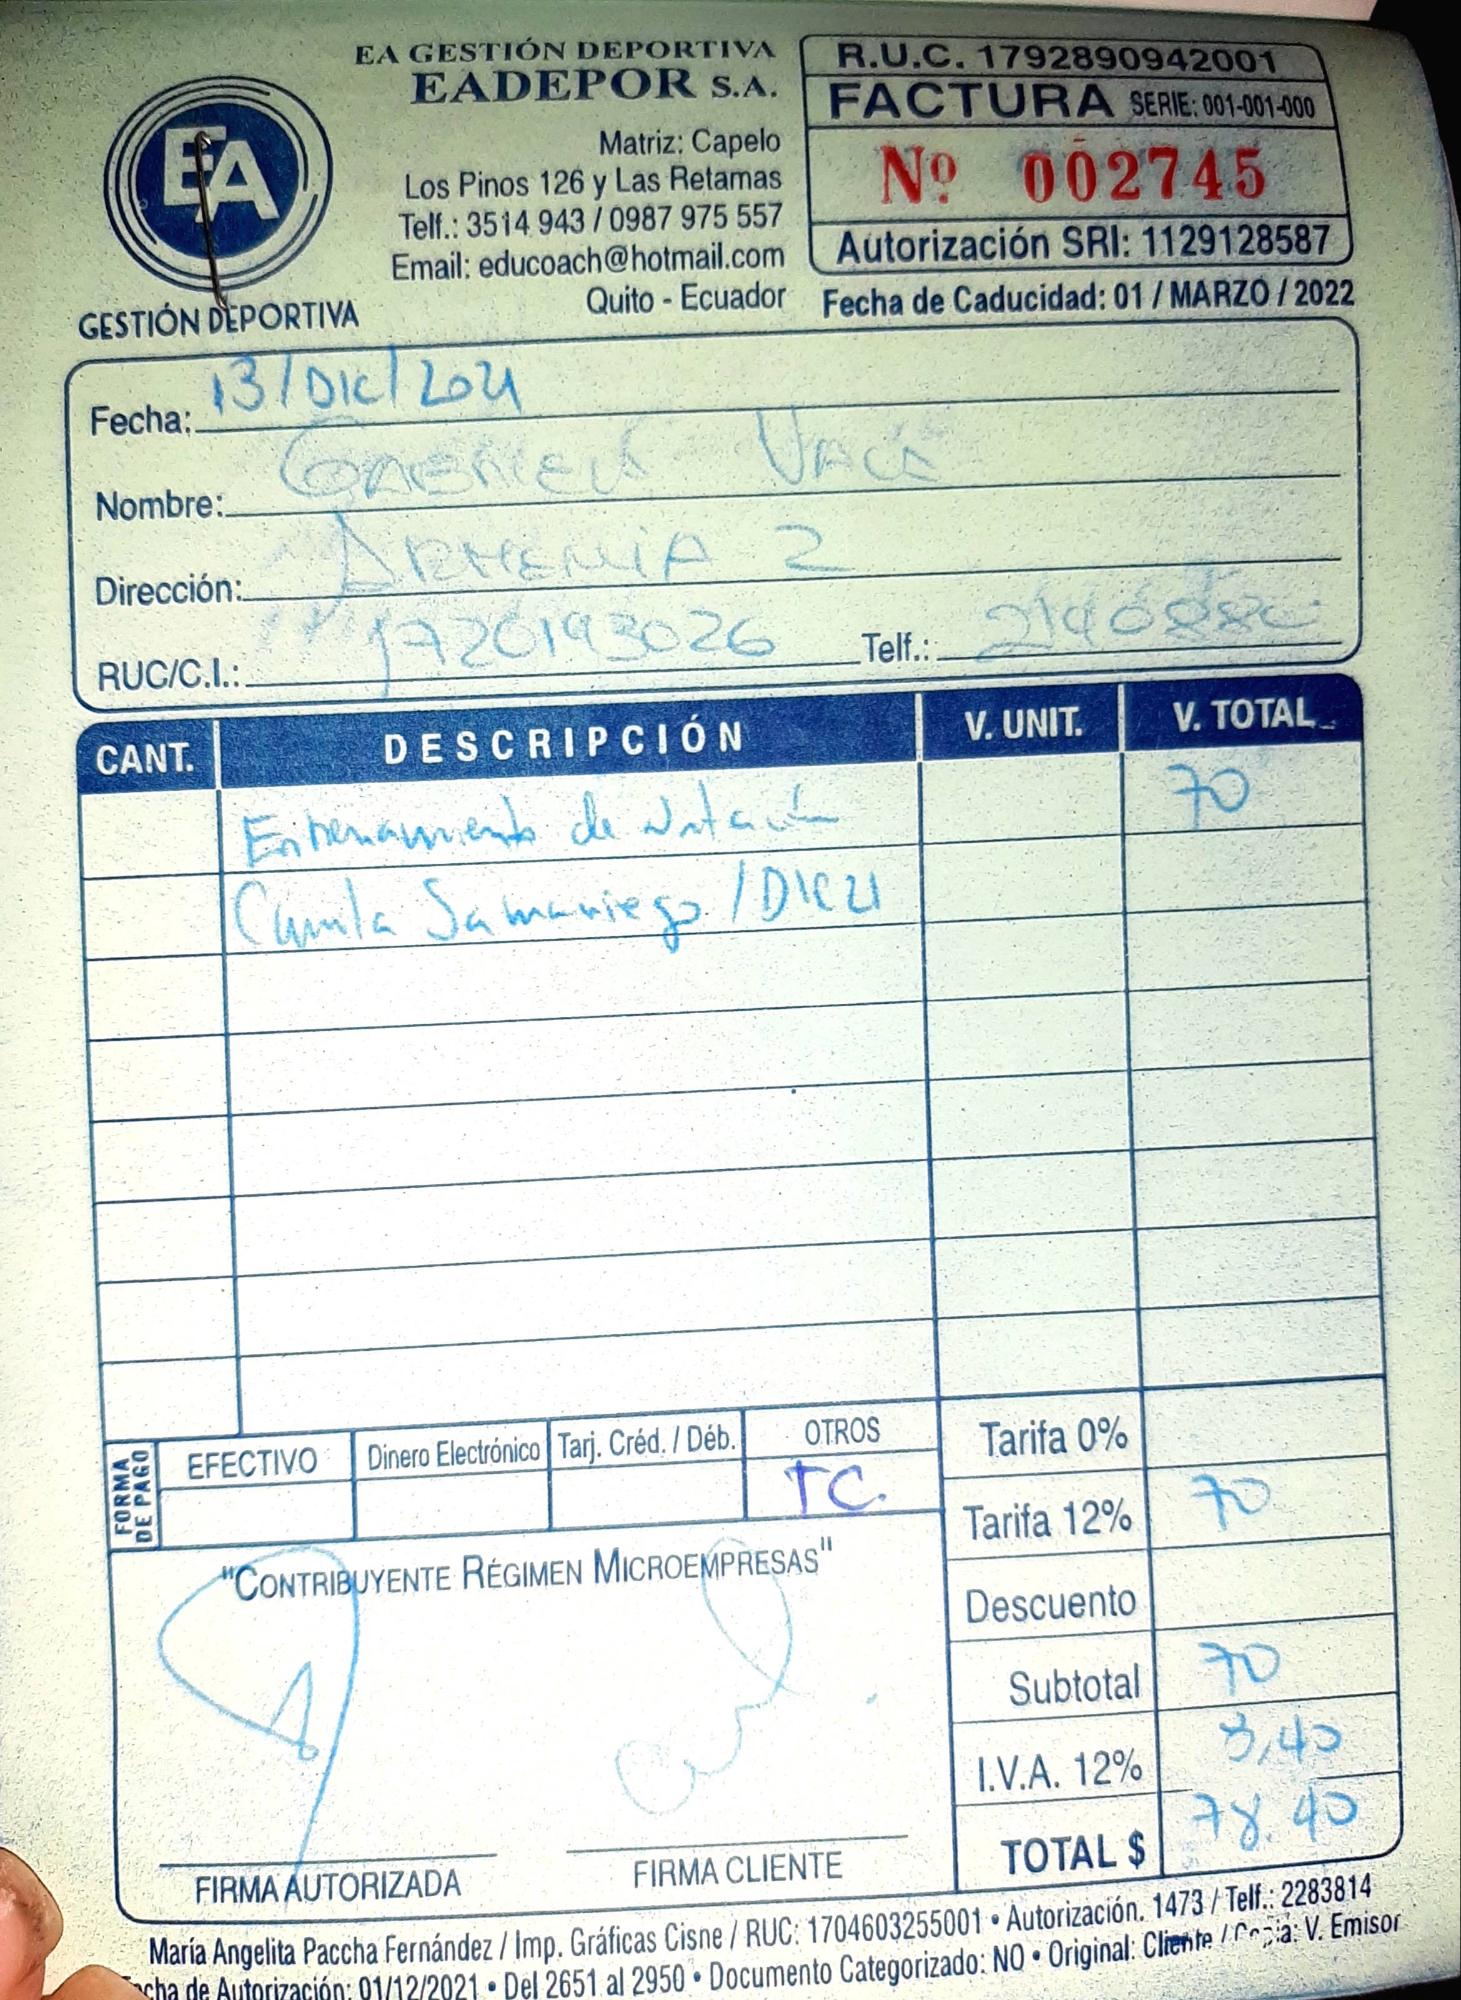 EA GESTIÓN DEPORTIVA
EADEPOR S.A.
Matriz: Capelo
Los Pinos 126 y Las Retamas
Telf.: 3514 943 / 0987 975 557
Email: educoach@hotmail.com
Quito - Ecuador
EA
GESTIÓN DEPORTIVA
R.U.C. 1792890942001
FACTURA SERIE: 001-001-000
Nº 002745
Autorización SRI: 1129128587
Fecha de Caducidad: 01 / MARZO / 2022
Fecha: 13/DIC/2021
Nombre: Gabriela Vaca
Dirección: ARMENIA 2
RUC/C.I.: 1720193026 Telf.:
CANT. DESCRIPCIÓN V. UNIT. V. TOTAL
Entrenamiento de Natación 70
Camila Samaniego / DIC 21
FORMA DE PAGO
EFECTIVO Dinero Electrónico Tarj. Créd. / Déb. OTROS
TC.
Tarifa 0%
Tarifa 12% 70
Descuento
Subtotal 70
I.V.A. 12% 8,40
TOTAL $ 78.40
"CONTRIBUYENTE RÉGIMEN MICROEMPRESAS"
FIRMA AUTORIZADA FIRMA CLIENTE
María Angelita Paccha Fernández / Imp. Gráficas Cisne / RUC: 1704603255001 • Autorización. 1473 / Telf.: 2283814
de Autorización: 01/12/2021 • Del 2651 al 2950 • Documento Categorizado: NO • Original: Cliente / Copia: V. Emisor